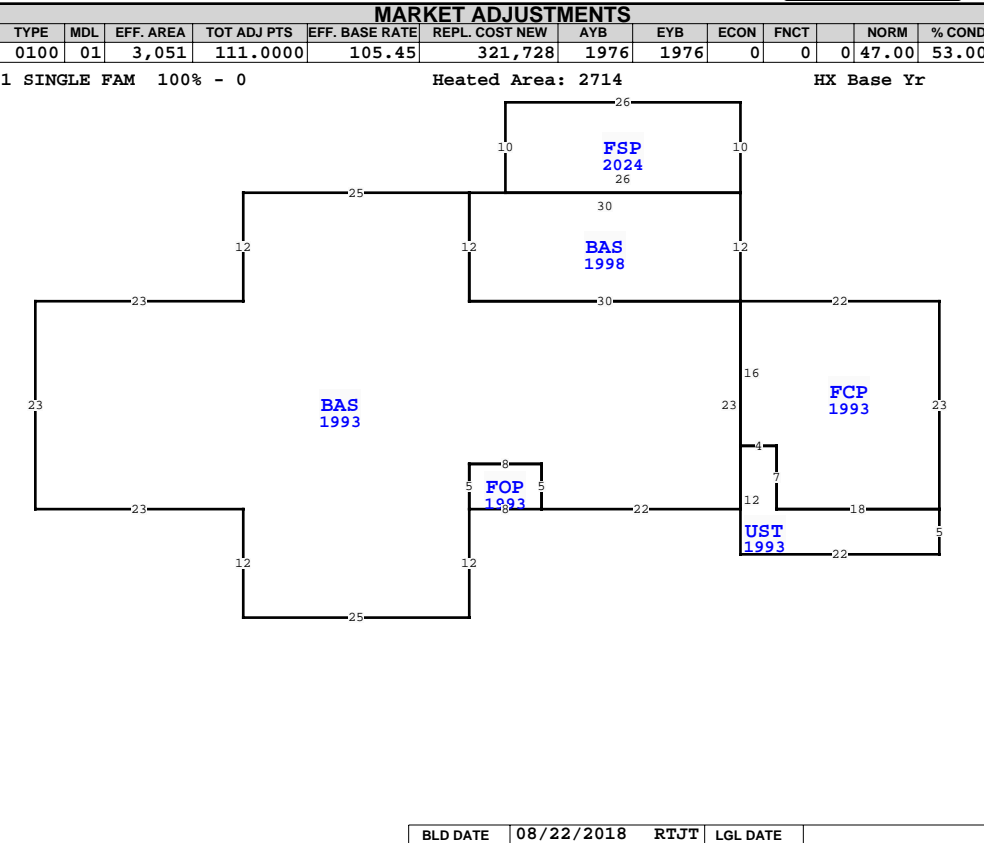 MARKET ADJUSTMENTS
TYPE MDL EFF. AREA TOT ADJ PTS EFF. BASE RATE REPL. COST NEW AYB EYB ECON FNCT NORM % COND
0100 01 3,051 111.0000 105.45 321,728 1976 1976 0 0 0 47.00 53.00
1 SINGLE FAM 100% - 0 Heated Area: 2714 HX Base Yr
26
10 FSP 10
2024
26
25
30
12 12 BAS 12
1998
23 30 22
16
FCP
23 BAS 23 1993 23
1993
4
8
7
5 FOP 5
1993
12
23 8 22 18
UST 5
1993
22
12 12
25
BLD DATE 08/22/2018 RTJT LGL DATE